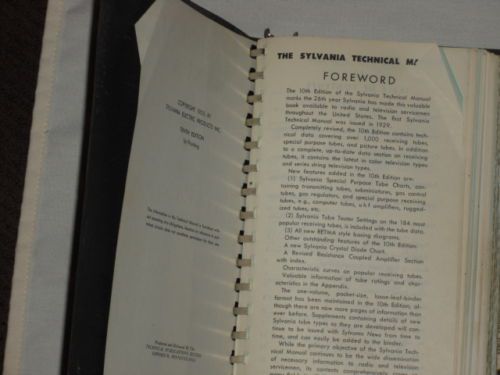 COPYRIGHT 1955, BY
SYLVANIA ELECTRIC PRODUCTS INC.
TENTH EDITION
THE SYLVANIA TECHNICAL M
FOREWORD
The 10th Edition of the Sylvania Technical Manual
marks the 26th year Sylvania has made this valuable
book available to radio and television servicemen
throughout the United States. The first Sylvania
Technical Manual was issued in 1929.
Completely revised, the 10th Edition contains tech-
nical data covering over 1,000 receiving tubes,
special purpose tubes, and picture tubes. In addition
to a complete, up-to-date data section on receiving
tubes, it contains the latest in color television types
and series string television types.
New features added in the 10th Edition are:
(1) Sylvania Special Purpose Tube Charts, con-
taining transmitting tubes, subminiatures, gas control
tubes, gas regulators, and special purpose receiving
tubes, e.g., computer tubes, u.h.f. amplifiers, rugged-
ized tubes, etc.
(2) Sylvania Tube Tester Settings on the 184 most
popular receiving tubes, is included with the tube data.
(3) All new RETMA style basing diagrams.
Other outstanding features of the 10th Edition:
A new Sylvania Crystal Diode Chart.
A Revised Resistance Coupled Amplifier Section
with index.
Characteristic curves on popular receiving tubes.
Valuable information of tube ratings and char-
acteristics in the Appendix.
The one-volume, pocket-size, loose-leaf-binder
format has been maintained in the 10th Edition, al-
though there are now more pages of information than
ever before. Supplements containing details of new
Sylvania tube types as they are developed will con-
tinue to be issued with Sylvania News from time to
time, and can easily be added to the binder.
While the primary objective of the Sylvania Tech-
nical Manual continues to be the wide dissemination
of necessary information to radio and television
servicemen, its contents